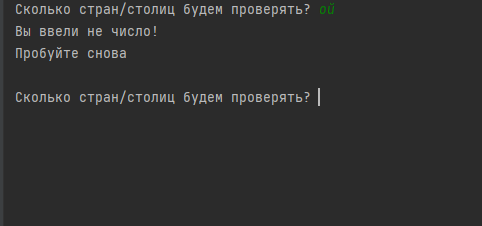 Сколько стран/столиц будем проверять? ой
Вы ввели не число!
Пробуйте снова
Сколько стран/столиц будем проверять?